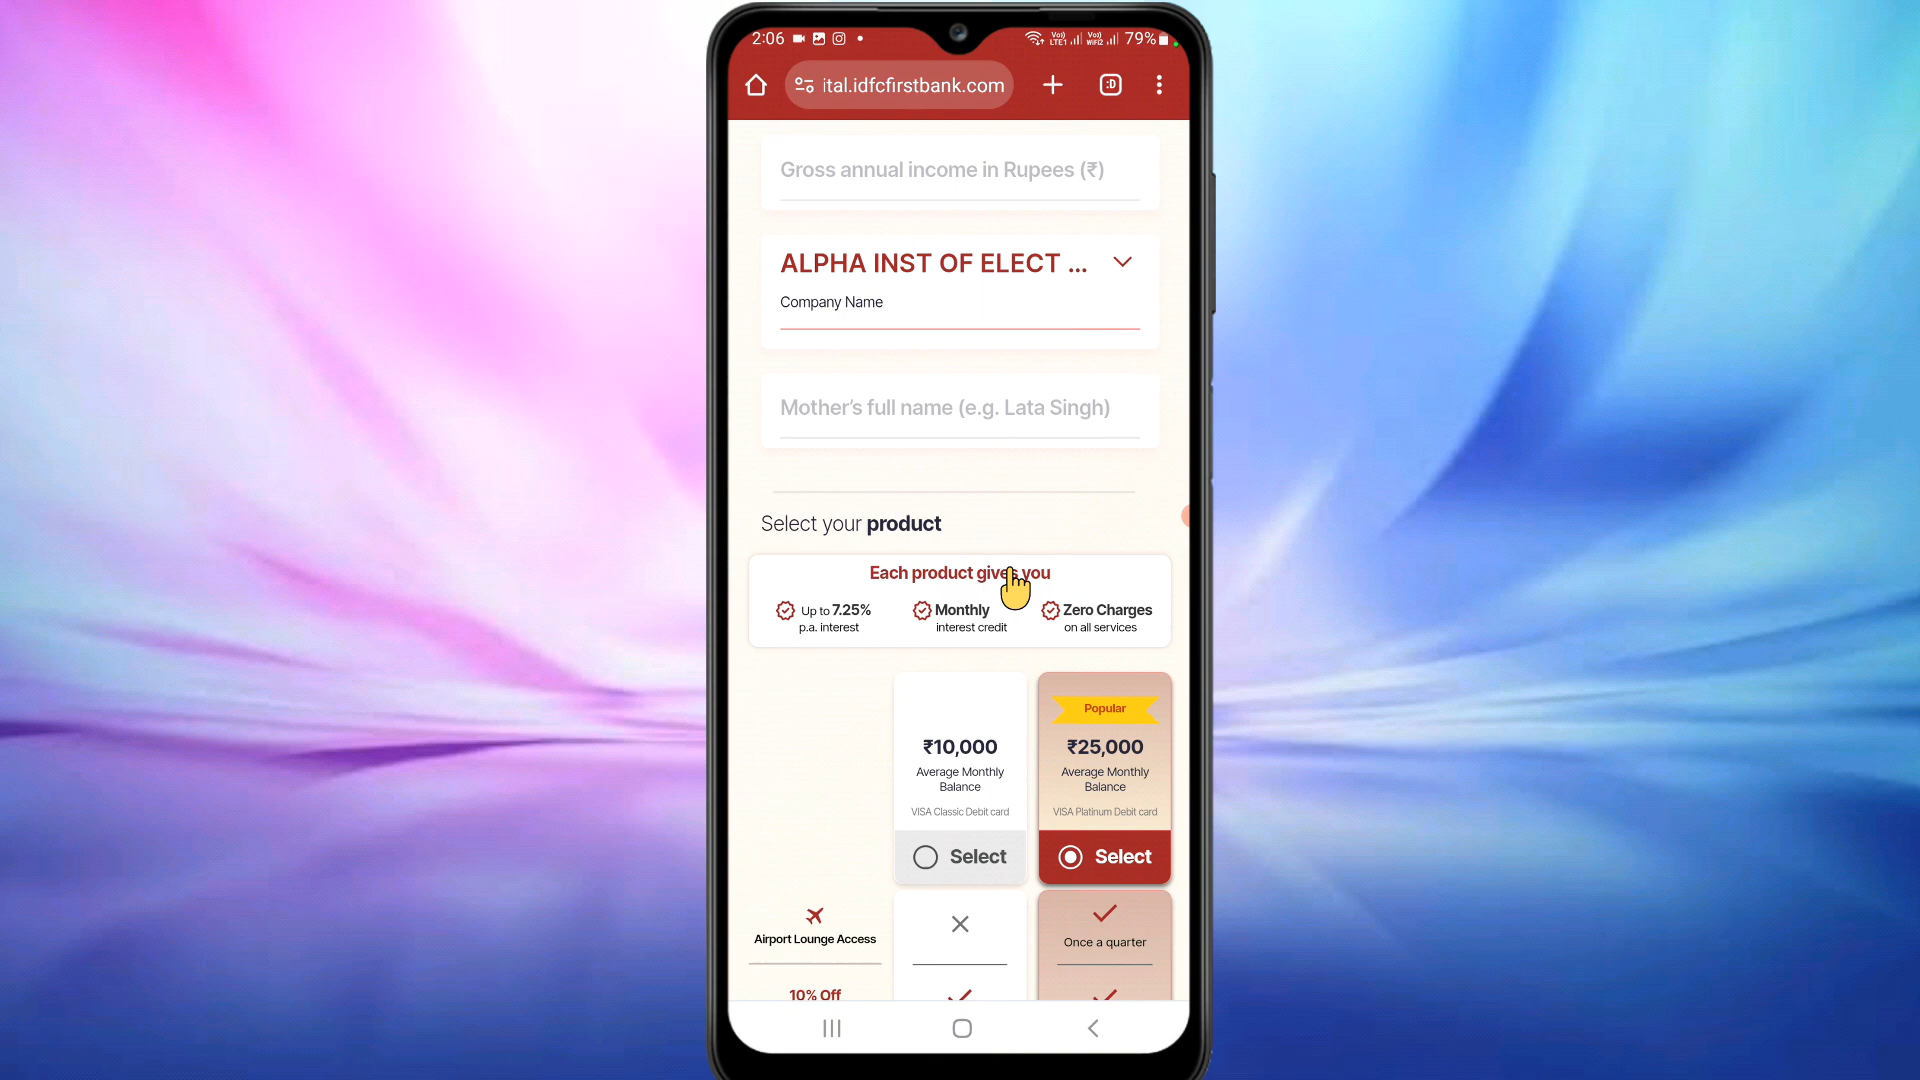 2:06
79%
ital.idfcfirstbank.com
:D
Gross annual income in Rupees (₹)
ALPHA INST OF ELECT ...
Company Name
Mother's full name (e.g. Lata Singh)
Select your product
Each product gives you
Up to 7.25%
p.a. interest
Monthly
interest credit
Zero Charges
on all services
Popular
₹10,000
Average Monthly
Balance
VISA Classic Debit card
Select
₹25,000
Average Monthly
Balance
VISA Platinum Debit card
Select
Airport Lounge Access
Once a quarter
10% Off